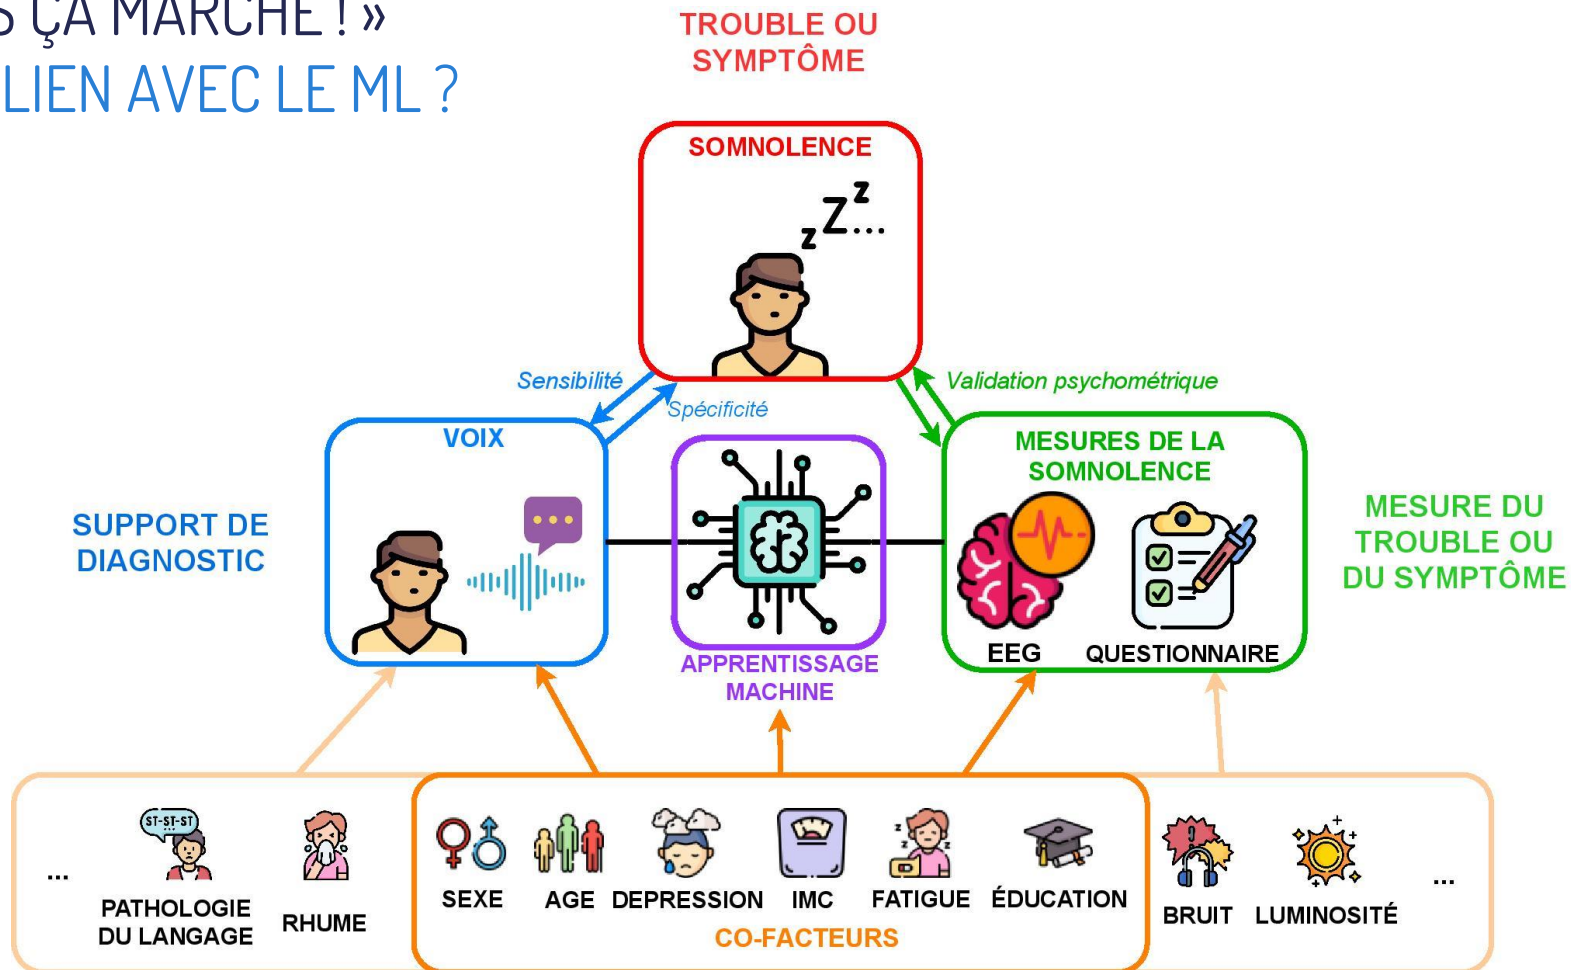 S ÇA MARCHE ! »
LIEN AVEC LE ML ?
TROUBLE OU
SYMPTÔME
SOMNOLENCE
zZz...
Sensibilité
Spécificité
Validation psychométrique
VOIX
MESURES DE LA
SOMNOLENCE
SUPPORT DE
DIAGNOSTIC
MESURE DU
TROUBLE OU
DU SYMPTÔME
EEG
QUESTIONNAIRE
APPRENTISSAGE
MACHINE
ST-ST-ST
...
...
PATHOLOGIE
DU LANGAGE
RHUME
SEXE
AGE
DEPRESSION
IMC
z z z z
FATIGUE
ÉDUCATION
CO-FACTEURS
!
BRUIT
LUMINOSITÉ
...